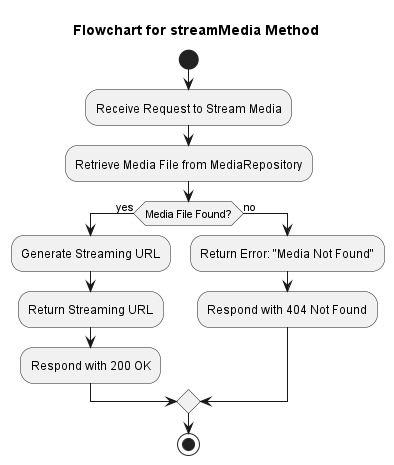 Flowchart for streamMedia Method
Receive Request to Stream Media
Retrieve Media File from MediaRepository
yes
Media File Found?
no
Generate Streaming URL
Return Error: "Media Not Found"
Return Streaming URL
Respond with 404 Not Found
Respond with 200 OK